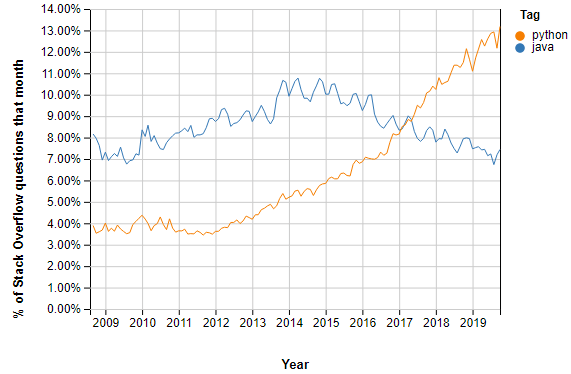 Tag
python
java
% of Stack Overflow questions that month
14.00%
13.00%
12.00%
11.00%
10.00%
9.00%
8.00%
7.00%
6.00%
5.00%
4.00%
3.00%
2.00%
1.00%
0.00%
2009 2010 2011 2012 2013 2014 2015 2016 2017 2018 2019
Year